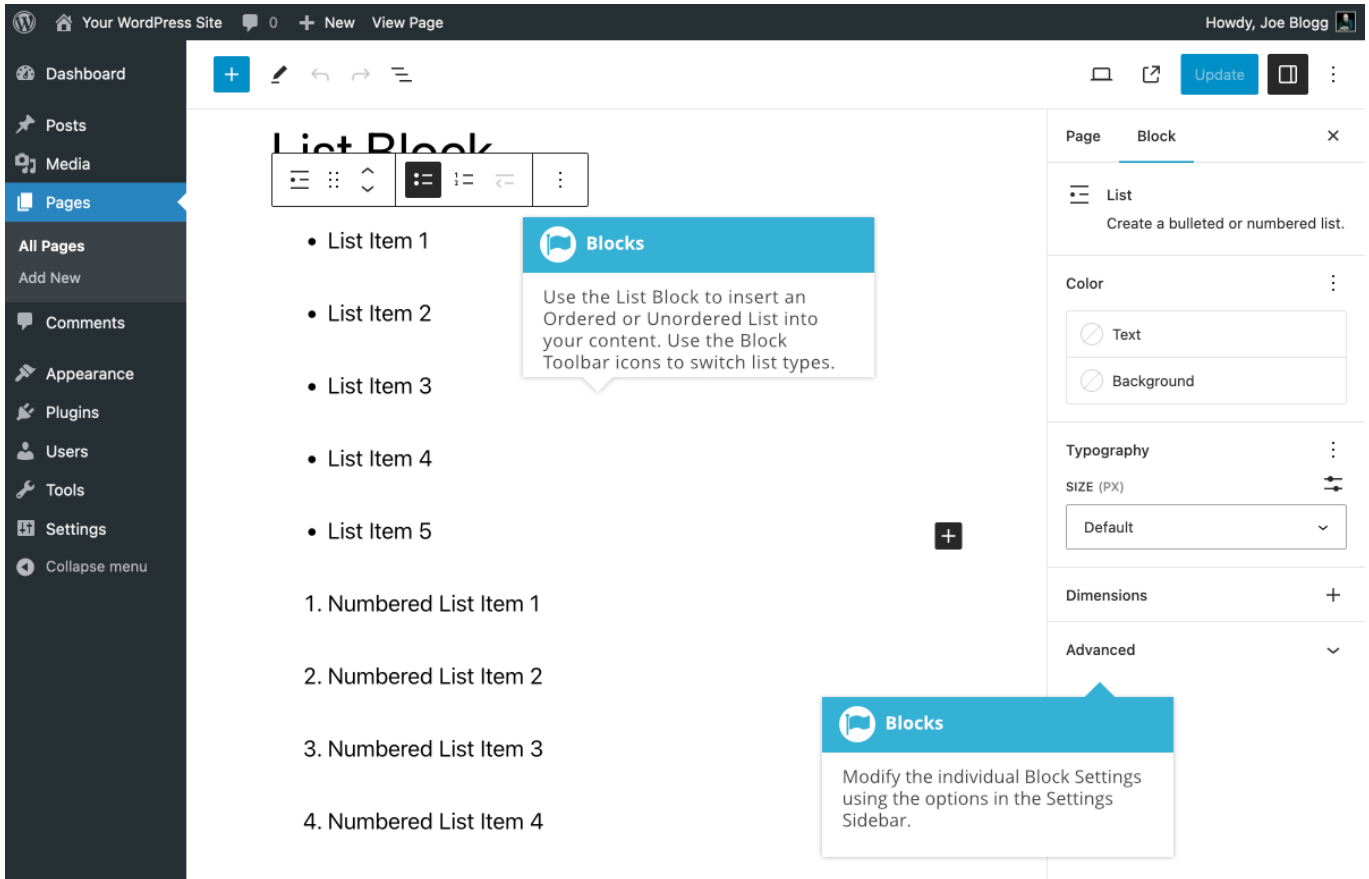 Your WordPress Site 0 New View Page Howdy, Joe Blogg
Dashboard
Posts
Media
Pages
All Pages
Add New
Comments
Appearance
Plugins
Users
Tools
Settings
Collapse menu
Update
List Block
List Item 1
List Item 2
List Item 3
List Item 4
List Item 5
1. Numbered List Item 1
2. Numbered List Item 2
3. Numbered List Item 3
4. Numbered List Item 4
Blocks
Use the List Block to insert an
Ordered or Unordered List into
your content. Use the Block
Toolbar icons to switch list types.
Page Block
List
Create a bulleted or numbered list.
Color
Text
Background
Typography
SIZE (PX)
Default
Dimensions
Advanced
Blocks
Modify the individual Block Settings
using the options in the Settings
Sidebar.